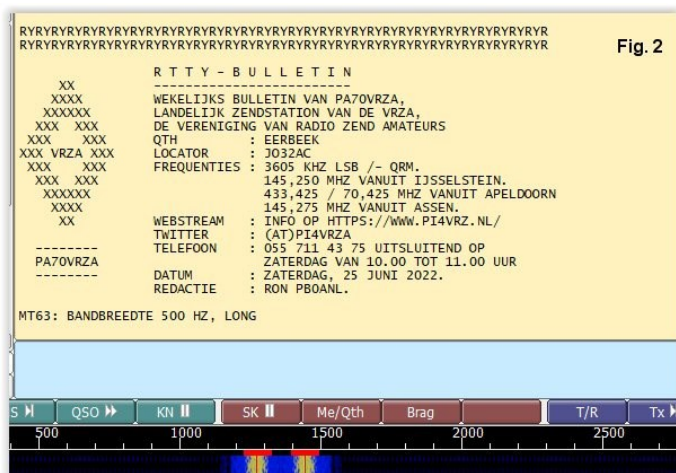 RYRYRYRYRYRYRYRYRYRYRYRYRYRYRYRYRYRYRYRYRYRYRYRYRYRYRYRYRYRYRYRYRYRYRYR
RYRYRYRYRYRYRYRYRYRYRYRYRYRYRYRYRYRYRYRYRYRYRYRYRYRYRYRYRYRYRYRYRYRYRYR
Fig. 2
R T T Y - B U L L E T I N
XX --------------------------
XXXX WEKELIJKS BULLETIN VAN PA70VRZA,
XXXXXX LANDELIJK ZENDSTATION VAN DE VRZA,
XXX XXX DE VERENIGING VAN RADIO ZEND AMATEURS
XXX XXX QTH : EERBEEK
XXX VRZA XXX LOCATOR : JO32AC
XXX XXX FREQUENTIES : 3605 KHZ LSB /- QRM.
XXX XXX 145,250 MHZ VANUIT IJSSELSTEIN.
XXXXXX 433,425 / 70,425 MHZ VANUIT APELDOORN
XXXX 145,275 MHZ VANUIT ASSEN.
XX WEBSTREAM : INFO OP HTTPS://WWW.PI4VRZ.NL/
TWITTER : (AT)PI4VRZA
-------- TELEFOON : 055 711 43 75 UITSLUITEND OP
PA70VRZA ZATERDAG VAN 10.00 TOT 11.00 UUR
-------- DATUM : ZATERDAG, 25 JUNI 2022.
REDACTIE : RON PB0ANL.
MT63: BANDBREEDTE 500 HZ, LONG
S QSO KN SK Me/Qth Brag T/R Tx
500 1000 1500 2000 2500